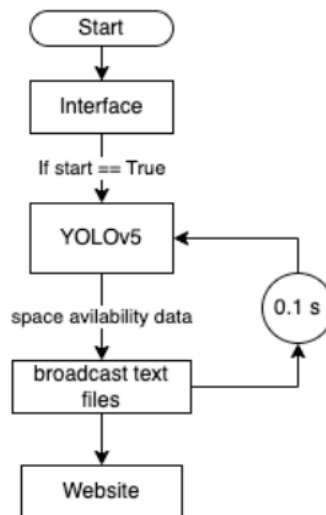 Start
Interface
If start == True
YOLOv5
space avilability data
0.1 s
broadcast text
files
Website